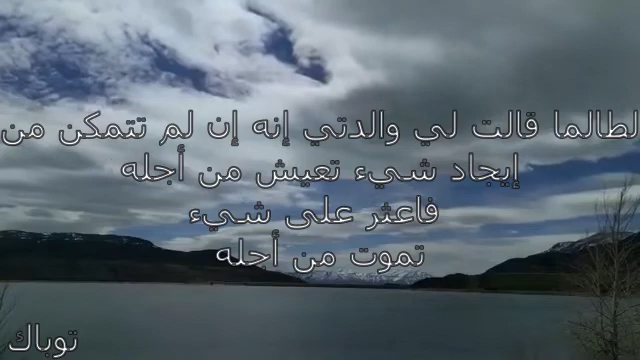 لطالما قالت لي والدتي إنه إن لم تتمكن من
إيجاد شيء تعيش من أجله
فاعثر على شيء
تموت من أجله
توباك